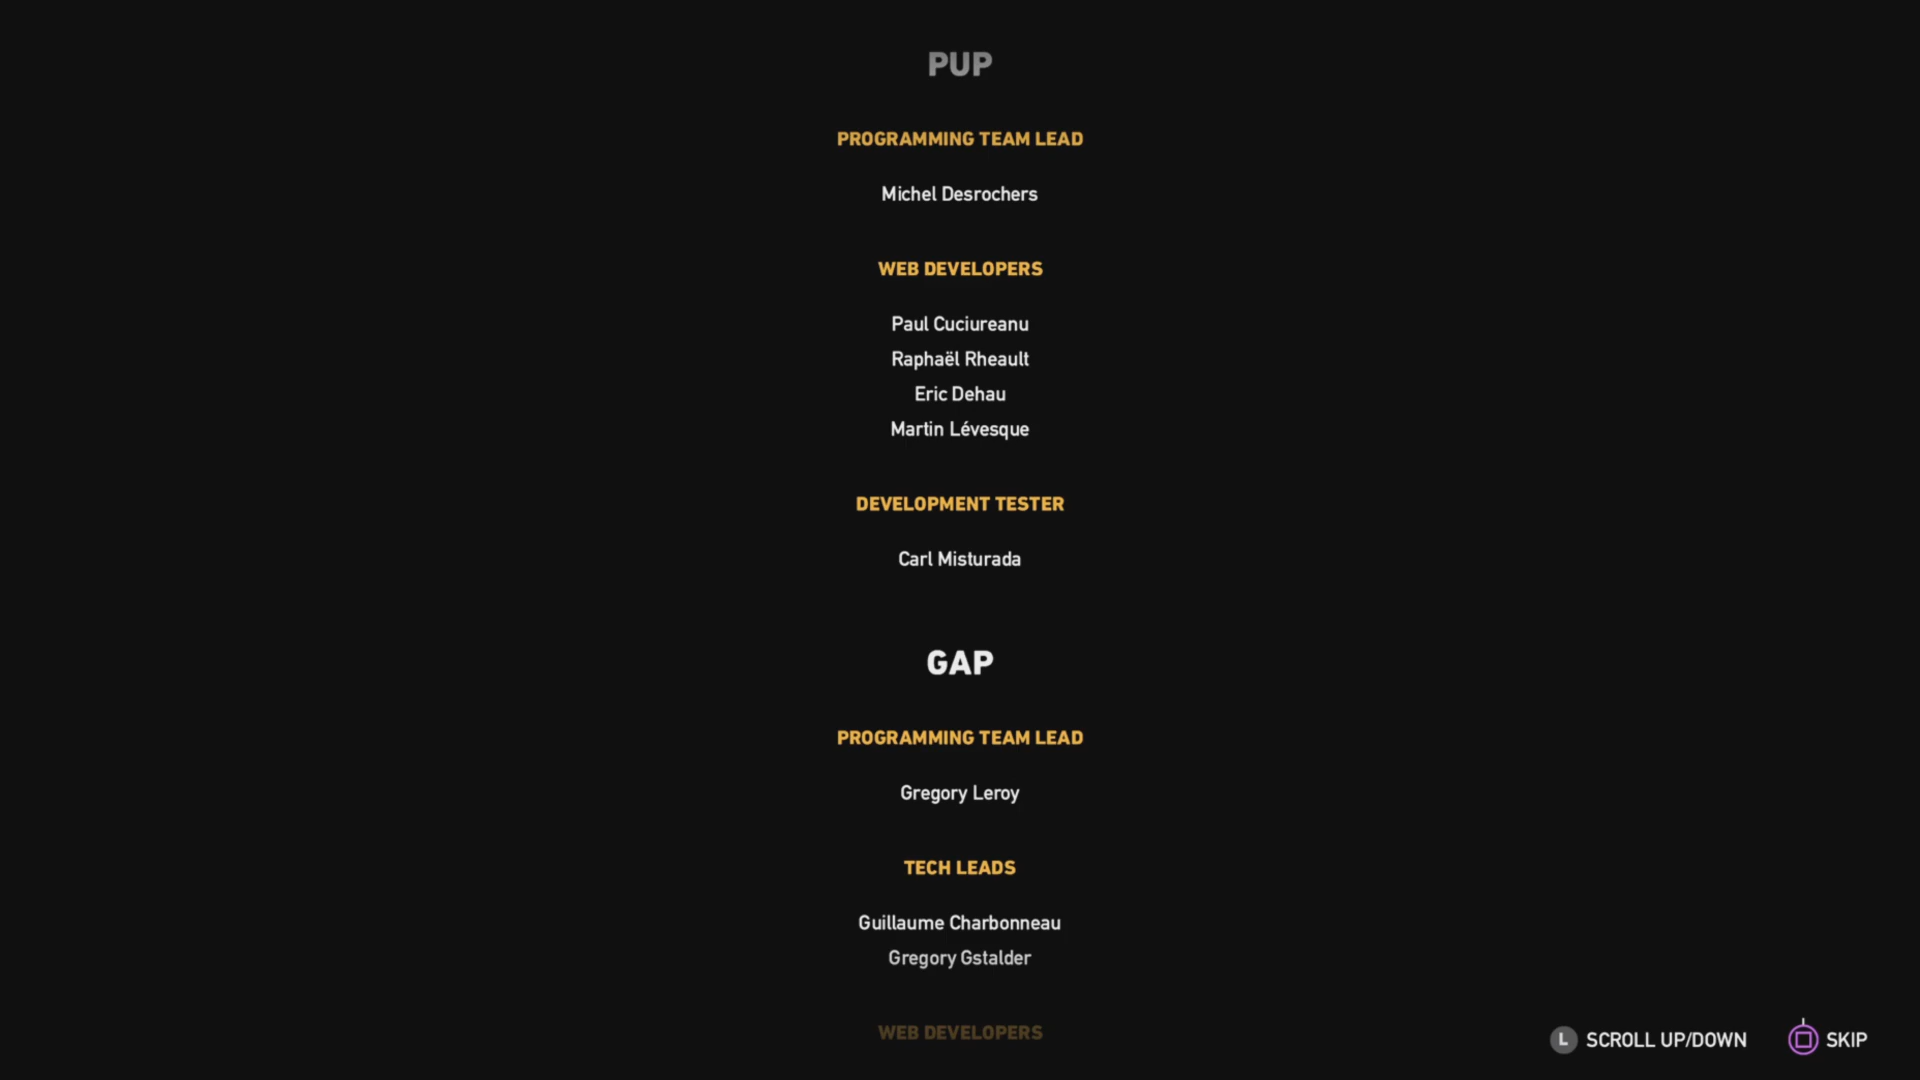 PUP
PROGRAMMING TEAM LEAD
Michel Desrochers
WEB DEVELOPERS
Paul Cuciureanu
Raphaël Rheault
Eric Dehau
Martin Lévesque
DEVELOPMENT TESTER
Carl Misturada
GAP
PROGRAMMING TEAM LEAD
Gregory Leroy
TECH LEADS
Guillaume Charbonneau
Gregory Gstalder
WEB DEVELOPERS
L SCROLL UP/DOWN SKIP